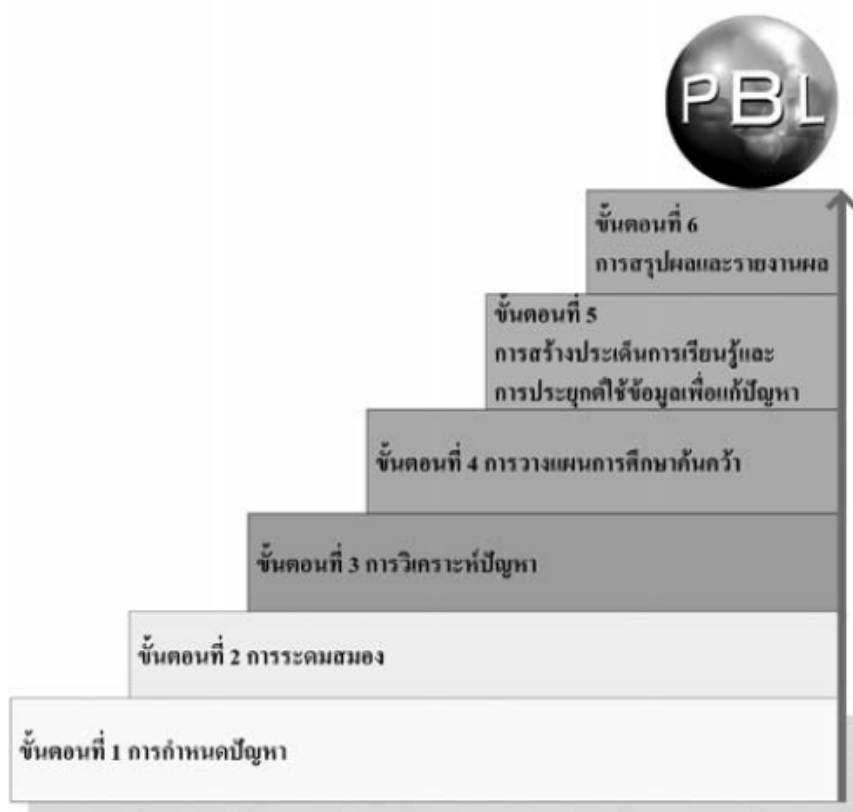 PBL
ขั้นตอนที่ 6
การสรุปผลและรายงานผล
ขั้นตอนที่ 5
การสร้างประเด็นการเรียนรู้และ
การประยุกต์ใช้ข้อมูลเพื่อแก้ปัญหา
ขั้นตอนที่ 4 การวางแผนการศึกษาค้นคว้า
ขั้นตอนที่ 3 การวิเคราะห์ปัญหา
ขั้นตอนที่ 2 การระดมสมอง
ขั้นตอนที่ 1 การกำหนดปัญหา